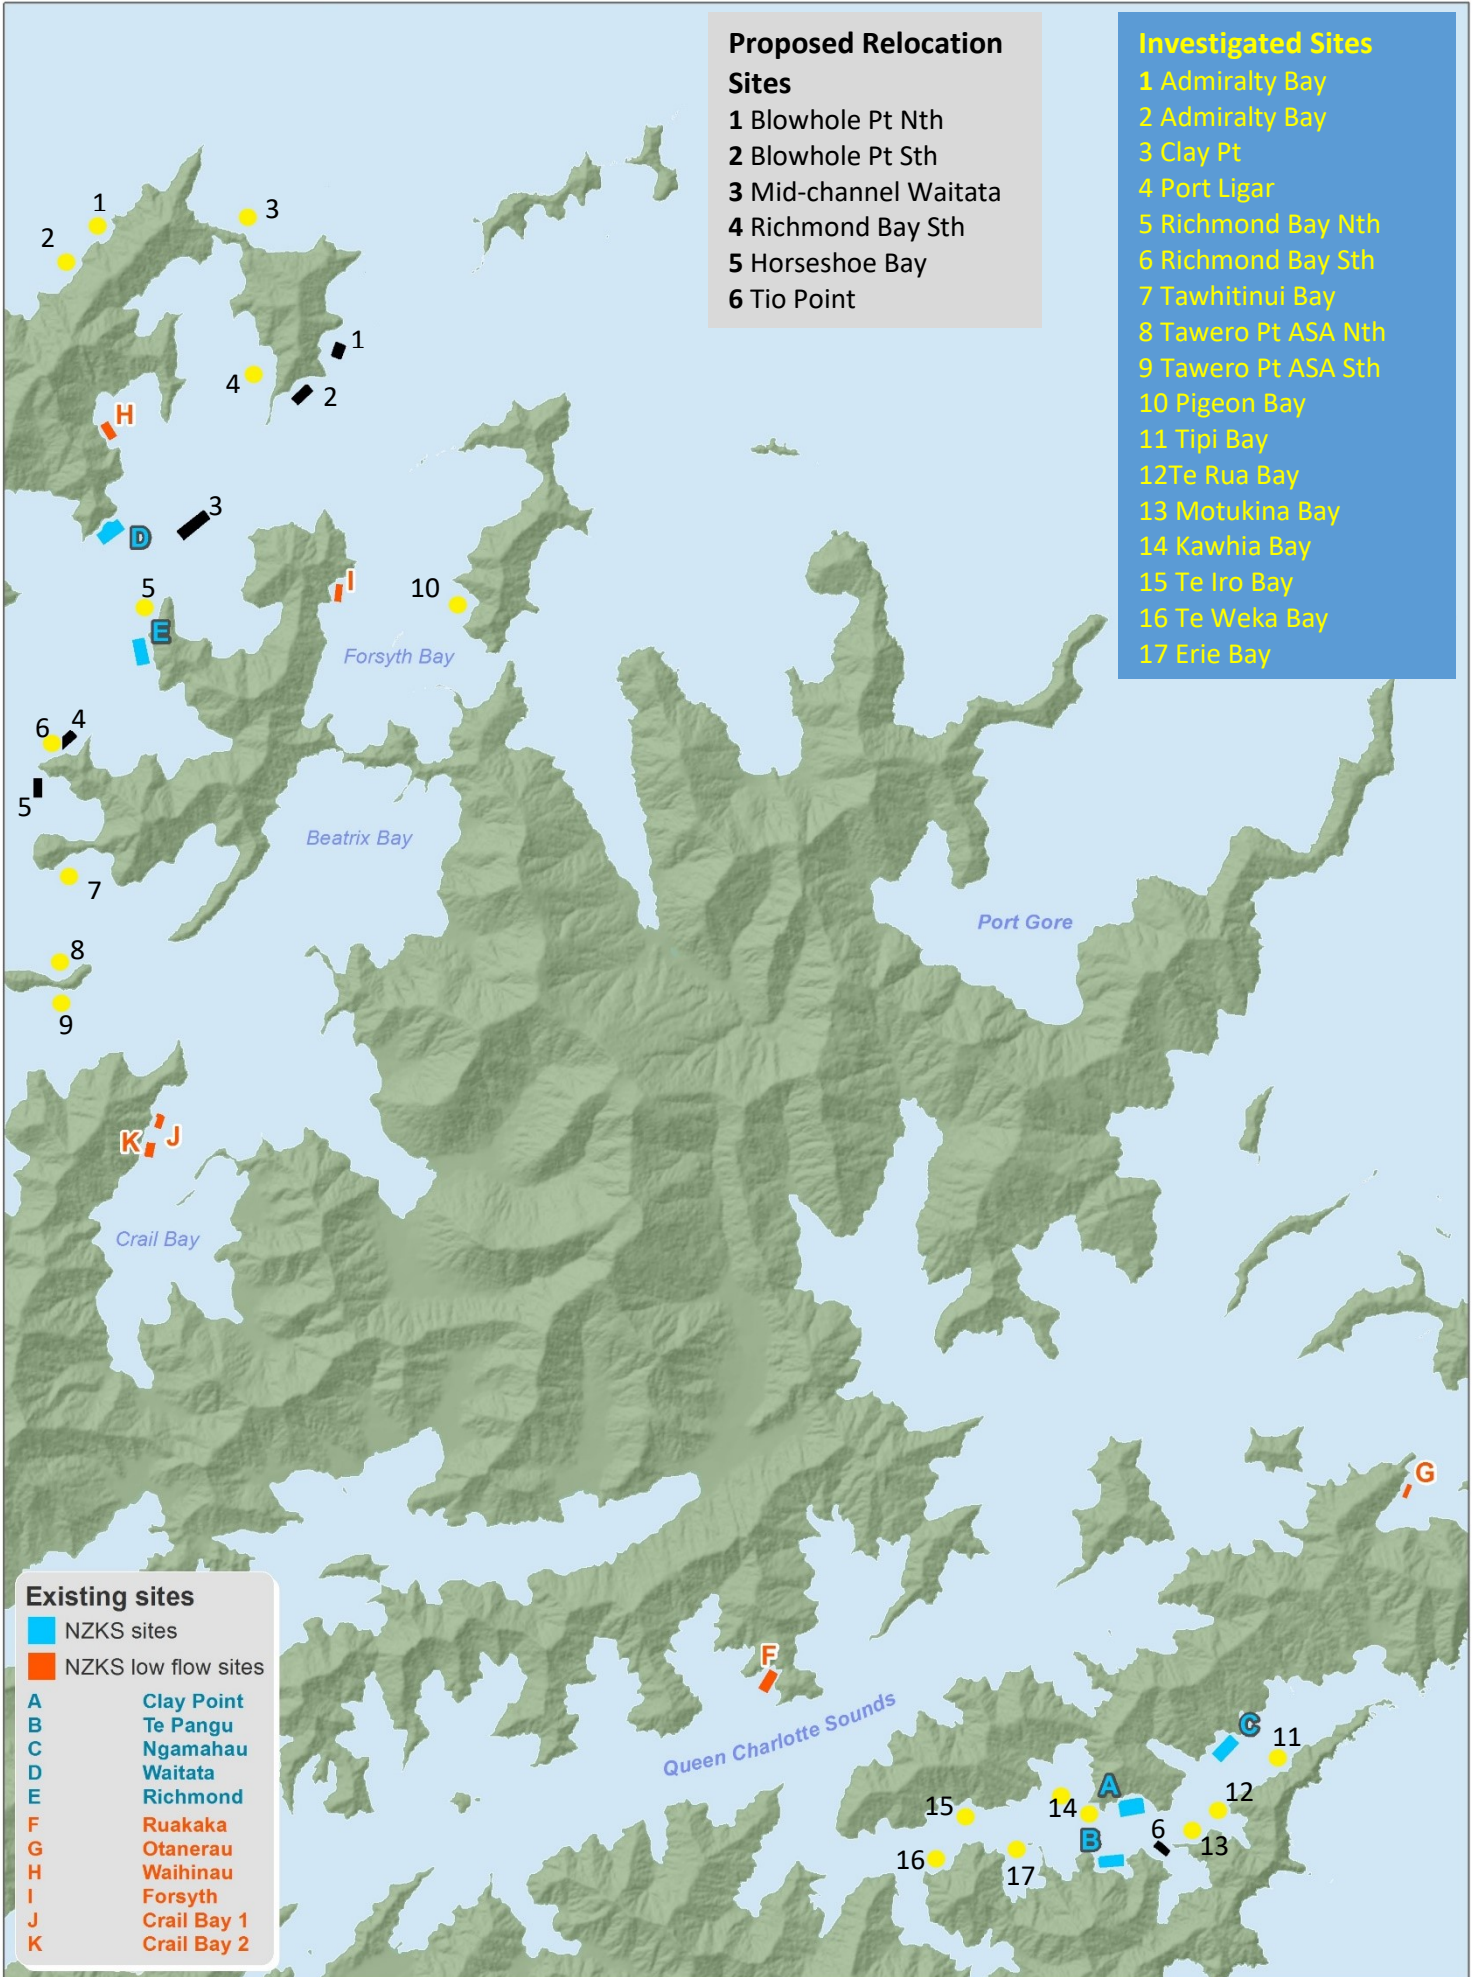 Proposed Relocation
Sites
1 Blowhole Pt Nth
2 Blowhole Pt Sth
3 Mid-channel Waitata
4 Richmond Bay Sth
5 Horseshoe Bay
6 Tio Point
Investigated Sites
1 Admiralty Bay
2 Admiralty Bay
3 Clay Pt
4 Port Ligar
5 Richmond Bay Nth
6 Richmond Bay Sth
7 Tawhitinui Bay
8 Tawero Pt ASA Nth
9 Tawero Pt ASA Sth
10 Pigeon Bay
11 Tipi Bay
12Te Rua Bay
13 Motukina Bay
14 Kawhia Bay
15 Te Iro Bay
16 Te Weka Bay
17 Erie Bay
1
3
2
1
4
2
H
3
D
I
5
10
E
Forsyth Bay
4
6
5
Beatrix Bay
7
Port Gore
8
9
K
J
Crail Bay
G
F
Queen Charlotte Sounds
C
11
A
12
15
14
6
B
13
16
17
Existing sites
NZKS sites
NZKS low flow sites
A Clay Point
B Te Pangu
C Ngamahau
D Waitata
E Richmond
F Ruakaka
G Otanerau
H Waihinau
I Forsyth
J Crail Bay 1
K Crail Bay 2